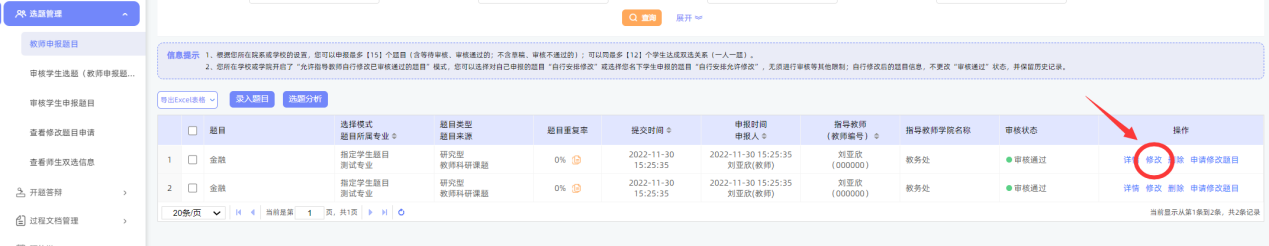 选题管理
教师申报题目
审核学生选题（教师申报题...
审核学生申报题目
查看修改题目申请
查看师生双选信息
开题答辩
过程文档管理
查询 展开
信息提示 1、根据您所在院系或学校的设置，您可以申报最多【15】个题目（含等待审核、审核通过的；不含草稿、审核不通过的）；可以同最多【12】个学生达成双选关系（一人一题）。
2、您所在学校或学院开启了“允许指导教师自行修改已审核通过的题目”模式，您可以选择对自己申报的题目“自行安排修改”或选择您名下学生申报的题目“自行安排允许修改”，无须进行审核等其他限制；自行修改后的题目信息，不更改“审核通过”状态，并保留历史记录。
导出Excel表格 录入题目 选题分析
题目 选择模式 题目所属专业 题目类型 题目来源 题目重复率 提交时间 申报时间 申报人 指导教师 （教师编号） 指导教师学院名称 审核状态 操作
1 金融 指定学生题目 测试专业 研究型 教师科研课题 0% 2022-11-30 15:25:35 2022-11-30 15:25:35 刘亚欣(教师) 刘亚欣 (000000) 教务处 审核通过 详情 修改 删除 申请修改题目
2 金融 指定学生题目 测试专业 研究型 教师科研课题 0% 2022-11-30 15:25:35 2022-11-30 15:25:35 刘亚欣(教师) 刘亚欣 (000000) 教务处 审核通过 详情 修改 删除 申请修改题目
20条/页 当前是第 1 页，共1页 当前显示从第1条到2条，共2条记录